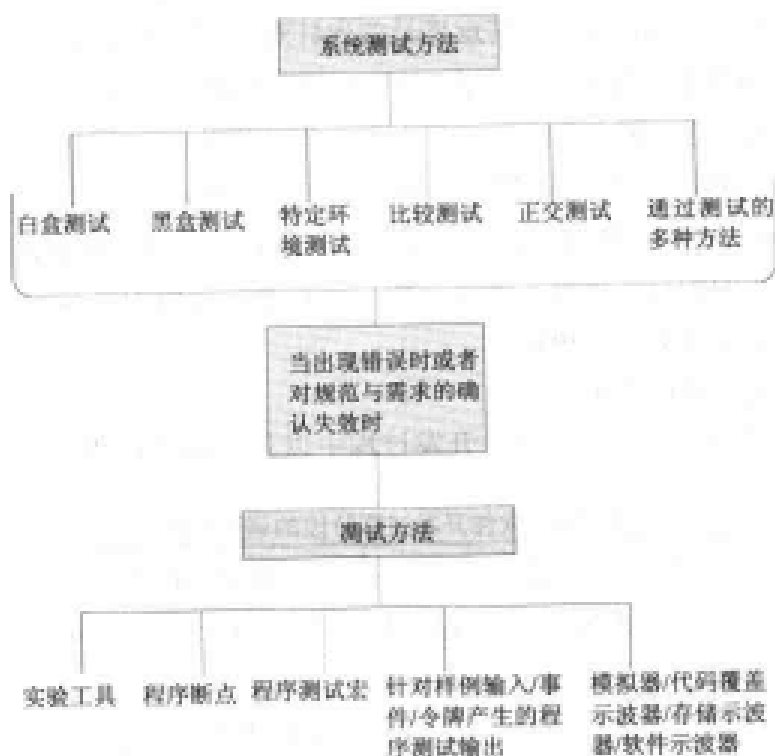 系统测试方法
白盒测试
黑盒测试
特定环
境测试
比较测试
正交测试
通过测试的
多种方法
当出现错误时或者
对规范与需求的确
认失效时
测试方法
实验工具
程序断点
程序测试宏
针对样例输入/事
件/令牌产生的程
序测试输出
模拟器/代码覆盖
示波器/存储示波
器/软件示波器